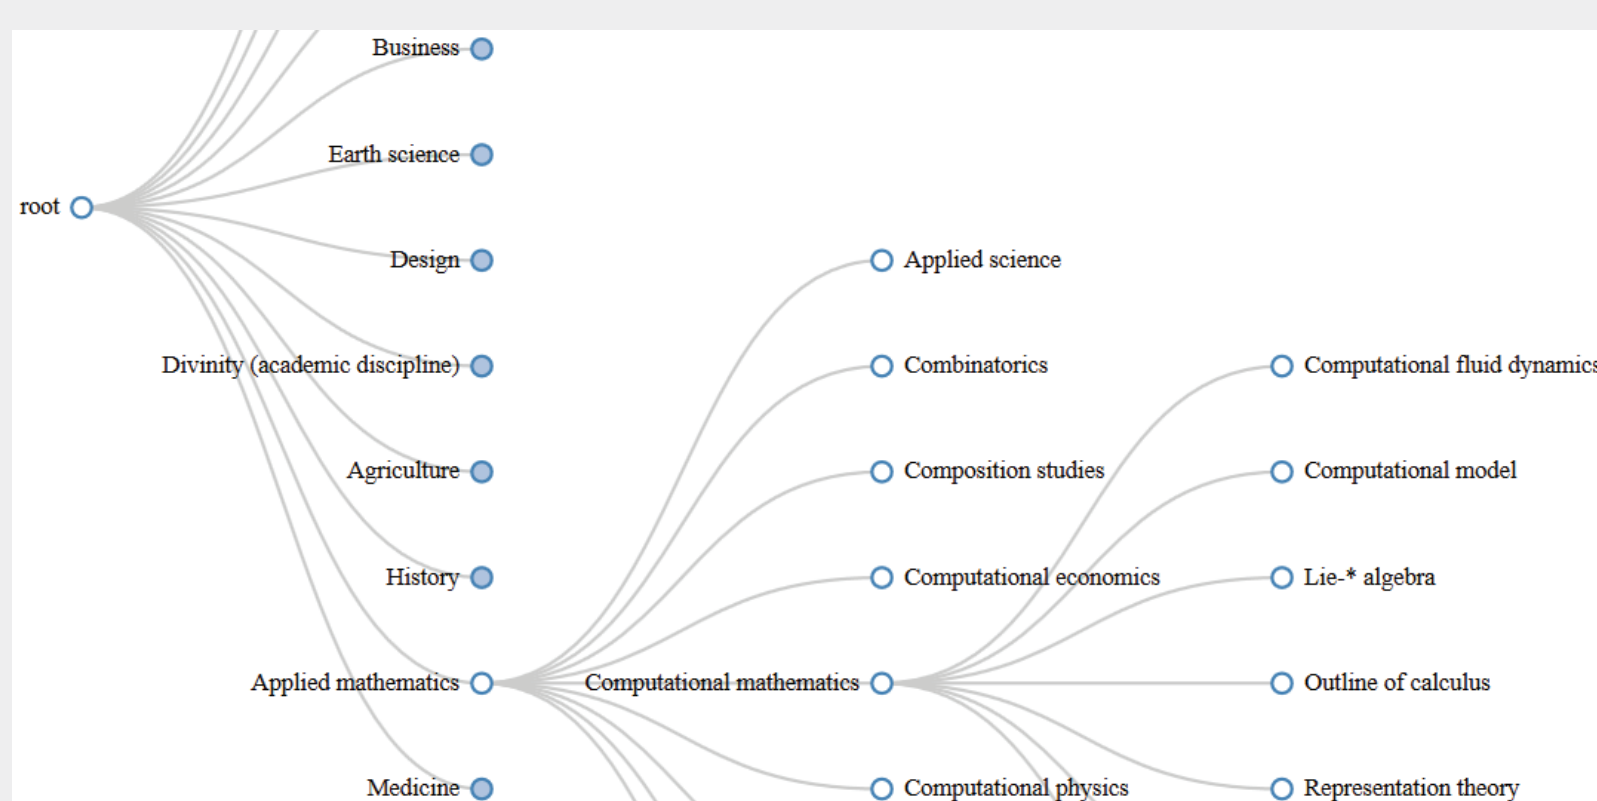 Business
Earth science
root
Design
Applied science
Divinity (academic discipline)
Combinatorics
Computational fluid dynamics
Agriculture
Composition studies
Computational model
History
Computational economics
Lie-* algebra
Applied mathematics
Computational mathematics
Outline of calculus
Medicine
Computational physics
Representation theory